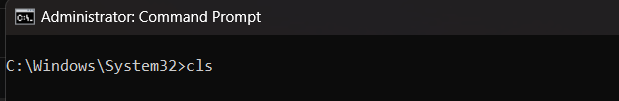 Administrator: Command Prompt
C:\Windows\System32>cls